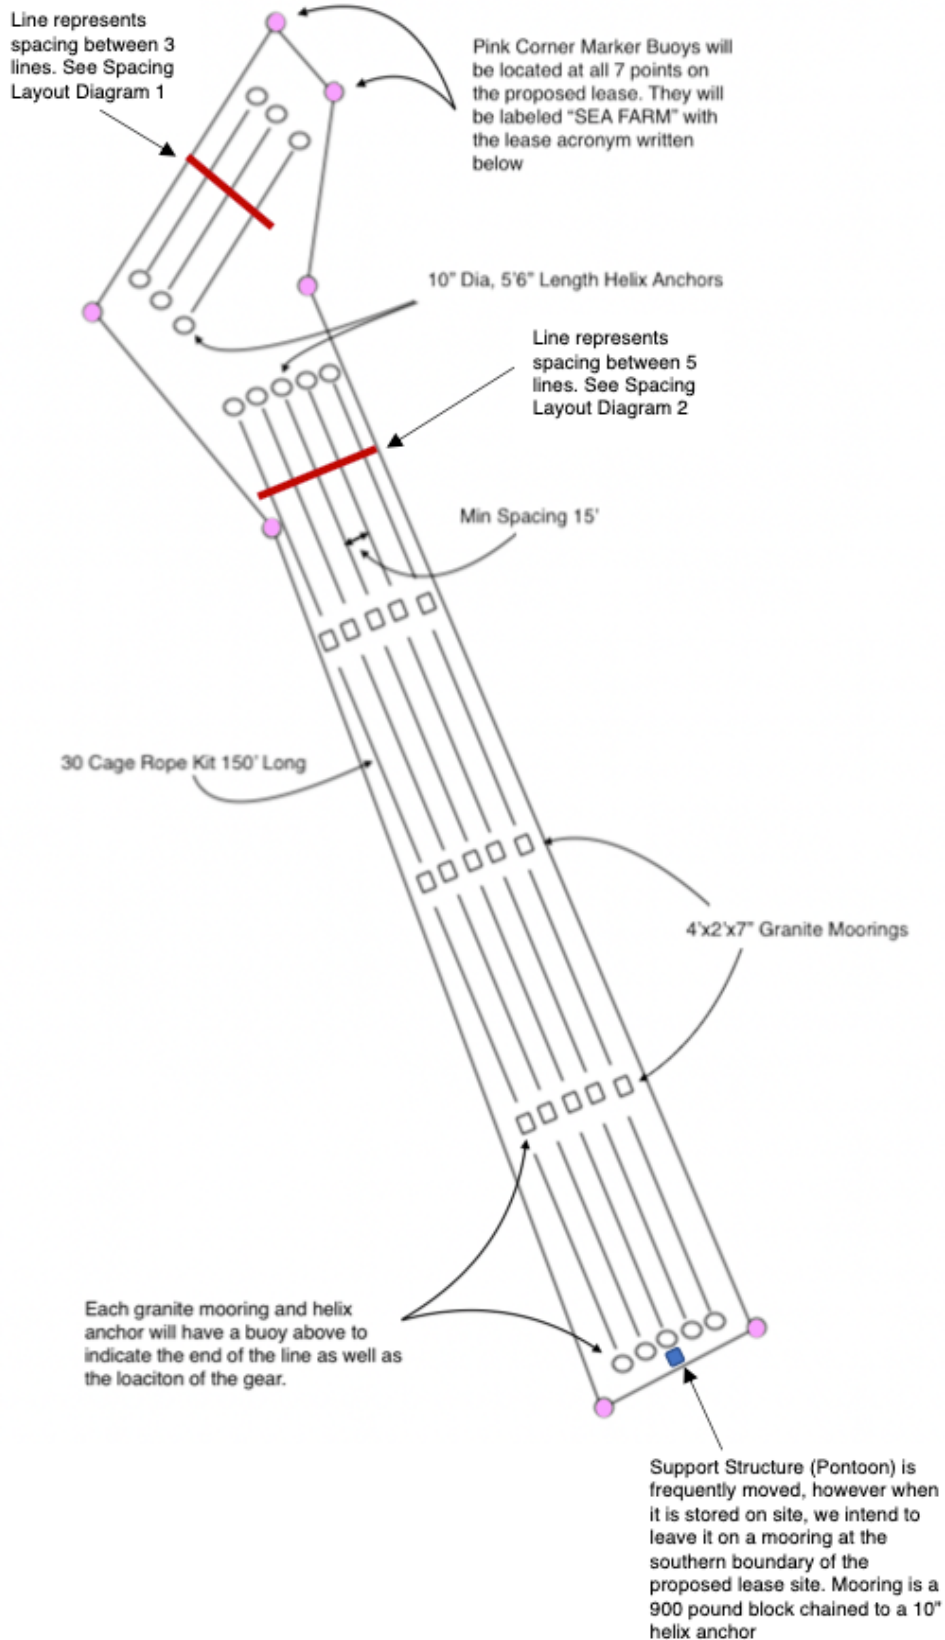 Line represents
spacing between 3
lines. See Spacing
Layout Diagram 1
Pink Corner Marker Buoys will
be located at all 7 points on
the proposed lease. They will
be labeled “SEA FARM” with
the lease acronym written
below
10” Dia, 5’6” Length Helix Anchors
Line represents
spacing between 5
lines. See Spacing
Layout Diagram 2
Min Spacing 15’
30 Cage Rope Kit 150’ Long
4’x2’x7” Granite Moorings
Each granite mooring and helix
anchor will have a buoy above to
indicate the end of the line as well as
the loaciton of the gear.
Support Structure (Pontoon) is
frequently moved, however when
it is stored on site, we intend to
leave it on a mooring at the
southern boundary of the
proposed lease site. Mooring is a
900 pound block chained to a 10”
helix anchor